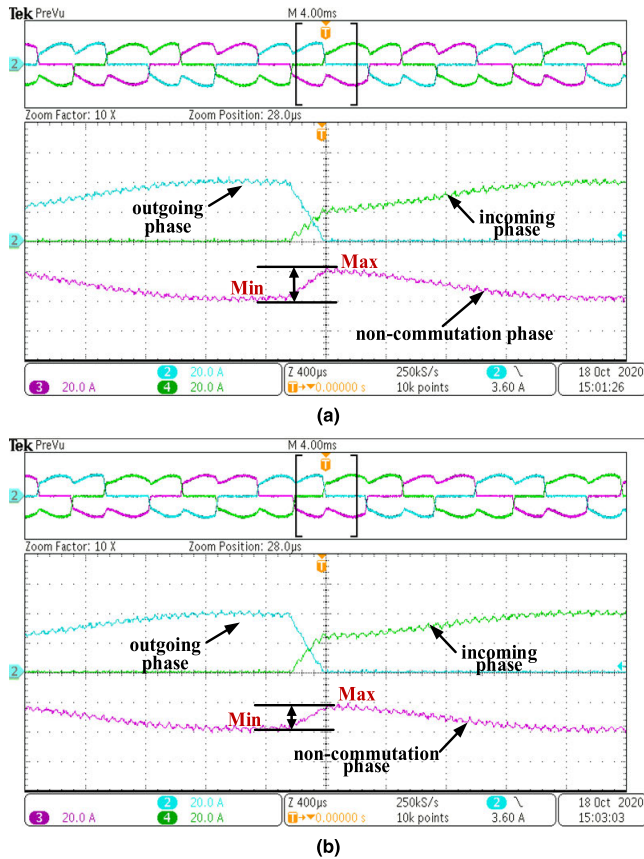 Tek PreVu M 4.00ms
T
2
Zoom Factor: 10 X Zoom Position: 28.0µs
T
outgoing
phase
incoming
phase
2
Max
Min
non-commutation phase
2 20.0 A
3 20.0 A 4 20.0 A
Z 400µs 250kS/s 2 \
T→▼0.00000 s 10k points 3.60 A
18 Oct 2020
15:01:26
(a)
Tek PreVu M 4.00ms
T
2
Zoom Factor: 10 X Zoom Position: 28.0µs
T
outgoing
phase
incoming
phase
2
Max
Min
non-commutation
phase
2 20.0 A
3 20.0 A 4 20.0 A
Z 400µs 250kS/s 2 \
T→▼0.00000 s 10k points 3.60 A
18 Oct 2020
15:03:03
(b)